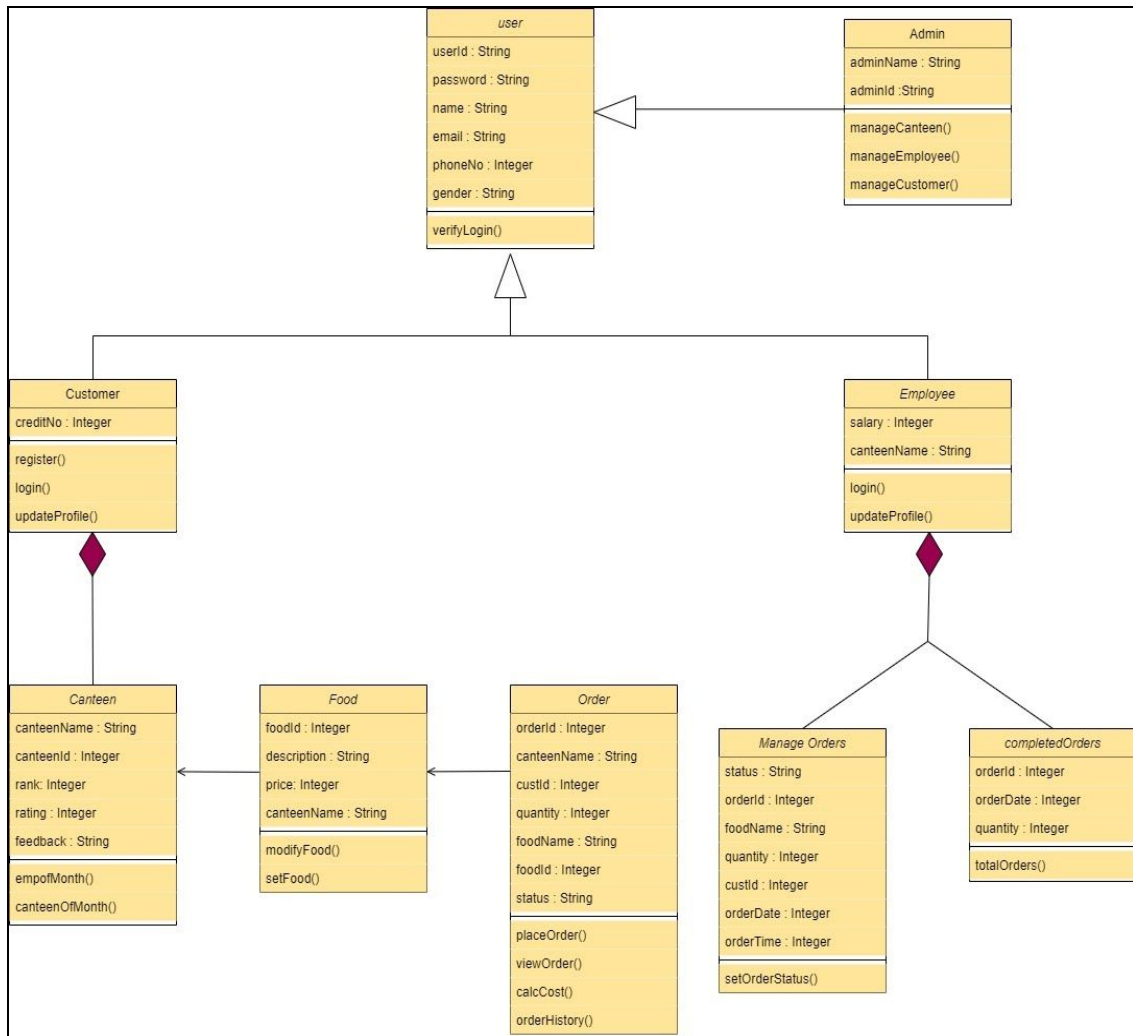 user
userId : String
password : String
name : String
email : String
phoneNo : Integer
gender : String
verifyLogin()
Admin
adminName : String
adminId :String
manageCanteen()
manageEmployee()
manageCustomer()
Customer
creditNo : Integer
register()
login()
updateProfile()
Employee
salary : Integer
canteenName : String
login()
updateProfile()
Canteen
canteenName : String
canteenId : Integer
rank: Integer
rating : Integer
feedback : String
empofMonth()
canteenOfMonth()
Food
foodId : Integer
description : String
price: Integer
canteenName : String
modifyFood()
setFood()
Order
orderId : Integer
canteenName : String
custId : Integer
quantity : Integer
foodName : String
foodId : Integer
status : String
placeOrder()
viewOrder()
calcCost()
orderHistory()
Manage Orders
status : String
orderId : Integer
foodName : String
quantity : Integer
custId : Integer
orderDate : Integer
orderTime : Integer
setOrderStatus()
completedOrders
orderId : Integer
orderDate : Integer
quantity : Integer
totalOrders()